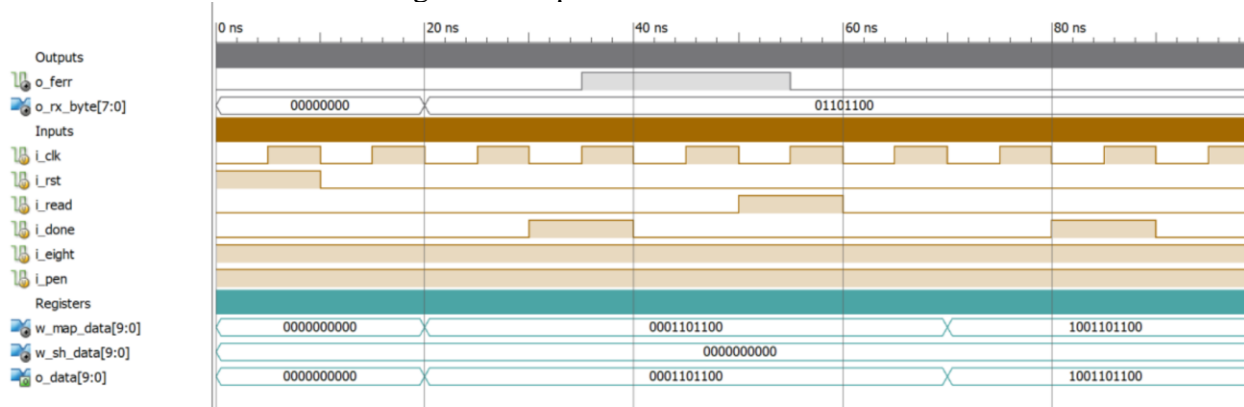 0 ns 20 ns 40 ns 60 ns 80 ns
Outputs
o_ferr
o_rx_byte[7:0] 00000000 01101100
Inputs
i_clk
i_rst
i_read
i_done
i_eight
i_pen
Registers
w_map_data[9:0] 0000000000 0001101100 1001101100
w_sh_data[9:0] 0000000000
o_data[9:0] 0000000000 0001101100 1001101100